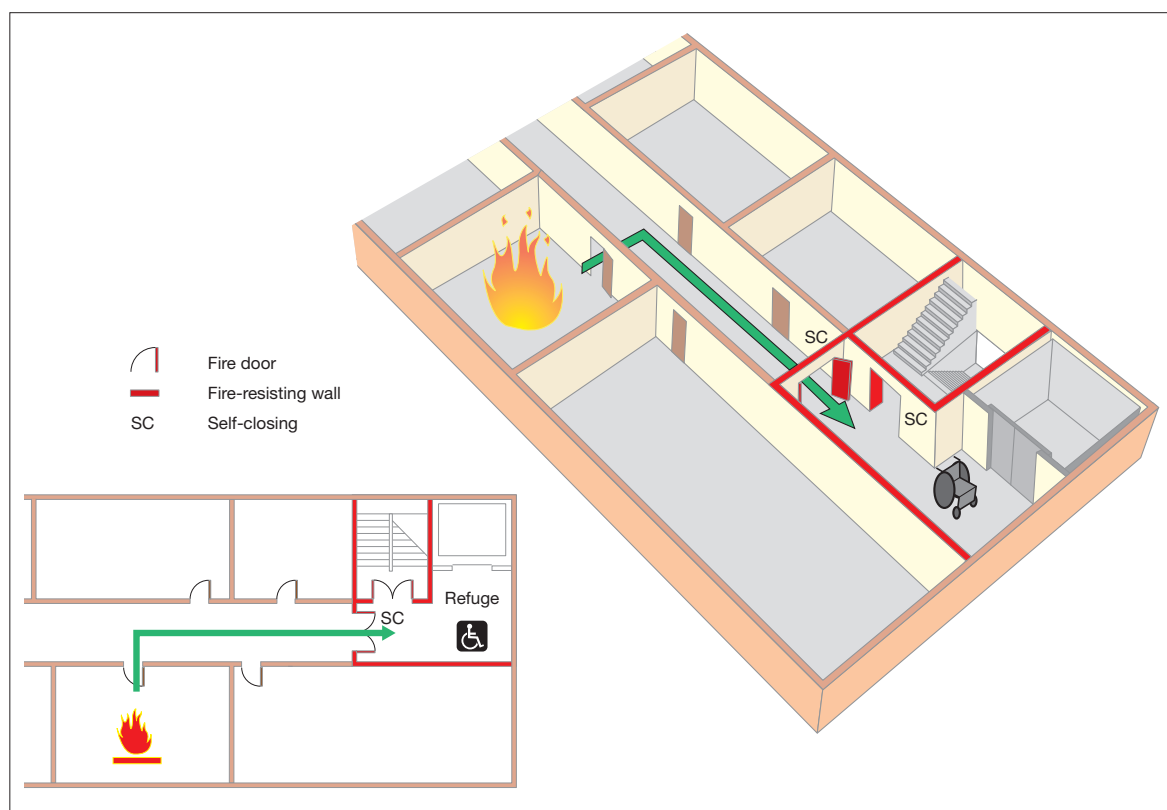 SC
SC
Fire door
Fire-resisting wall
SC
Self-closing
Refuge
SC